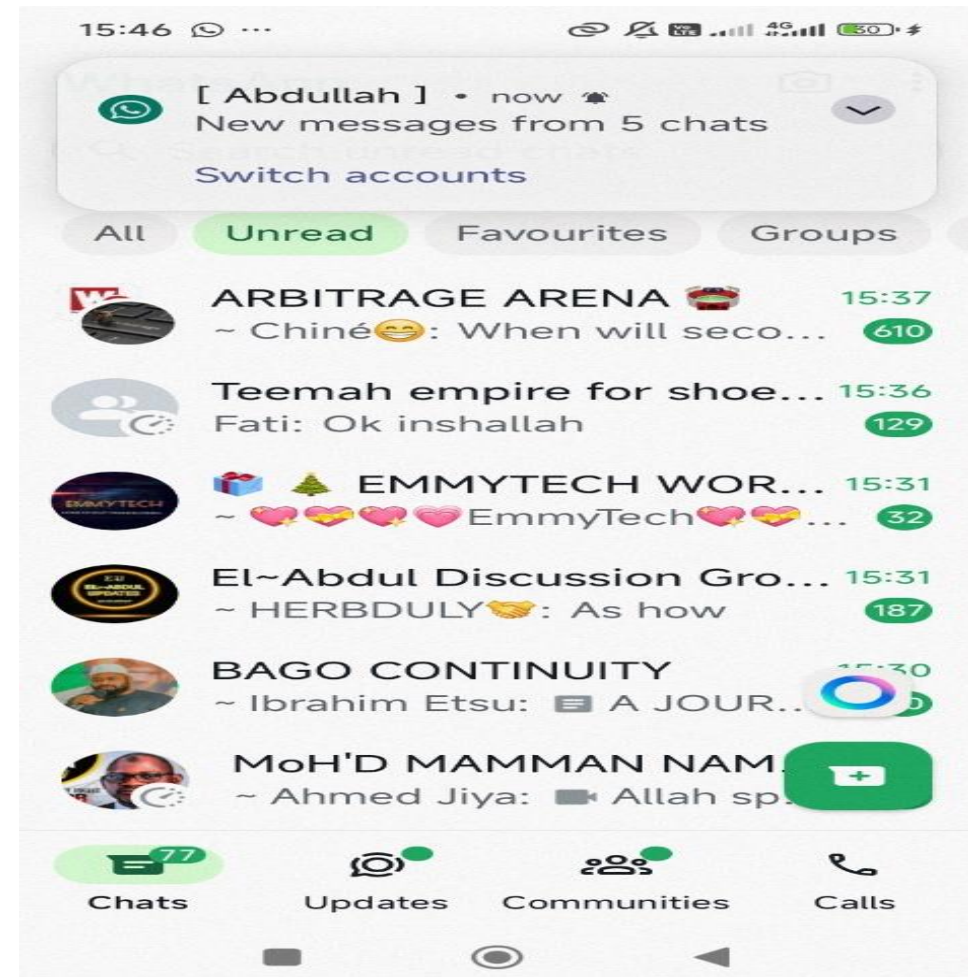 15:46
4G 30
[ Abdullah ] • now
New messages from 5 chats
Switch accounts
All Unread Favourites Groups
ARBITRAGE ARENA 🏟️ 15:37
~ Chiné😁: When will seco... 610
Teemah empire for shoe... 15:36
Fati: Ok inshallah 129
🎁 🎄 EMMYTECH WOR... 15:31
~ 💖💝💖💗EmmyTech💖💝... 32
El~Abdul Discussion Gro... 15:31
~ HERBDULY🤝: As how 187
BAGO CONTINUITY
~ Ibrahim Etsu: A JOUR..
MoH'D MAMMAN NAM.
~ Ahmed Jiya: Allah sp.
77
Chats Updates Communities Calls